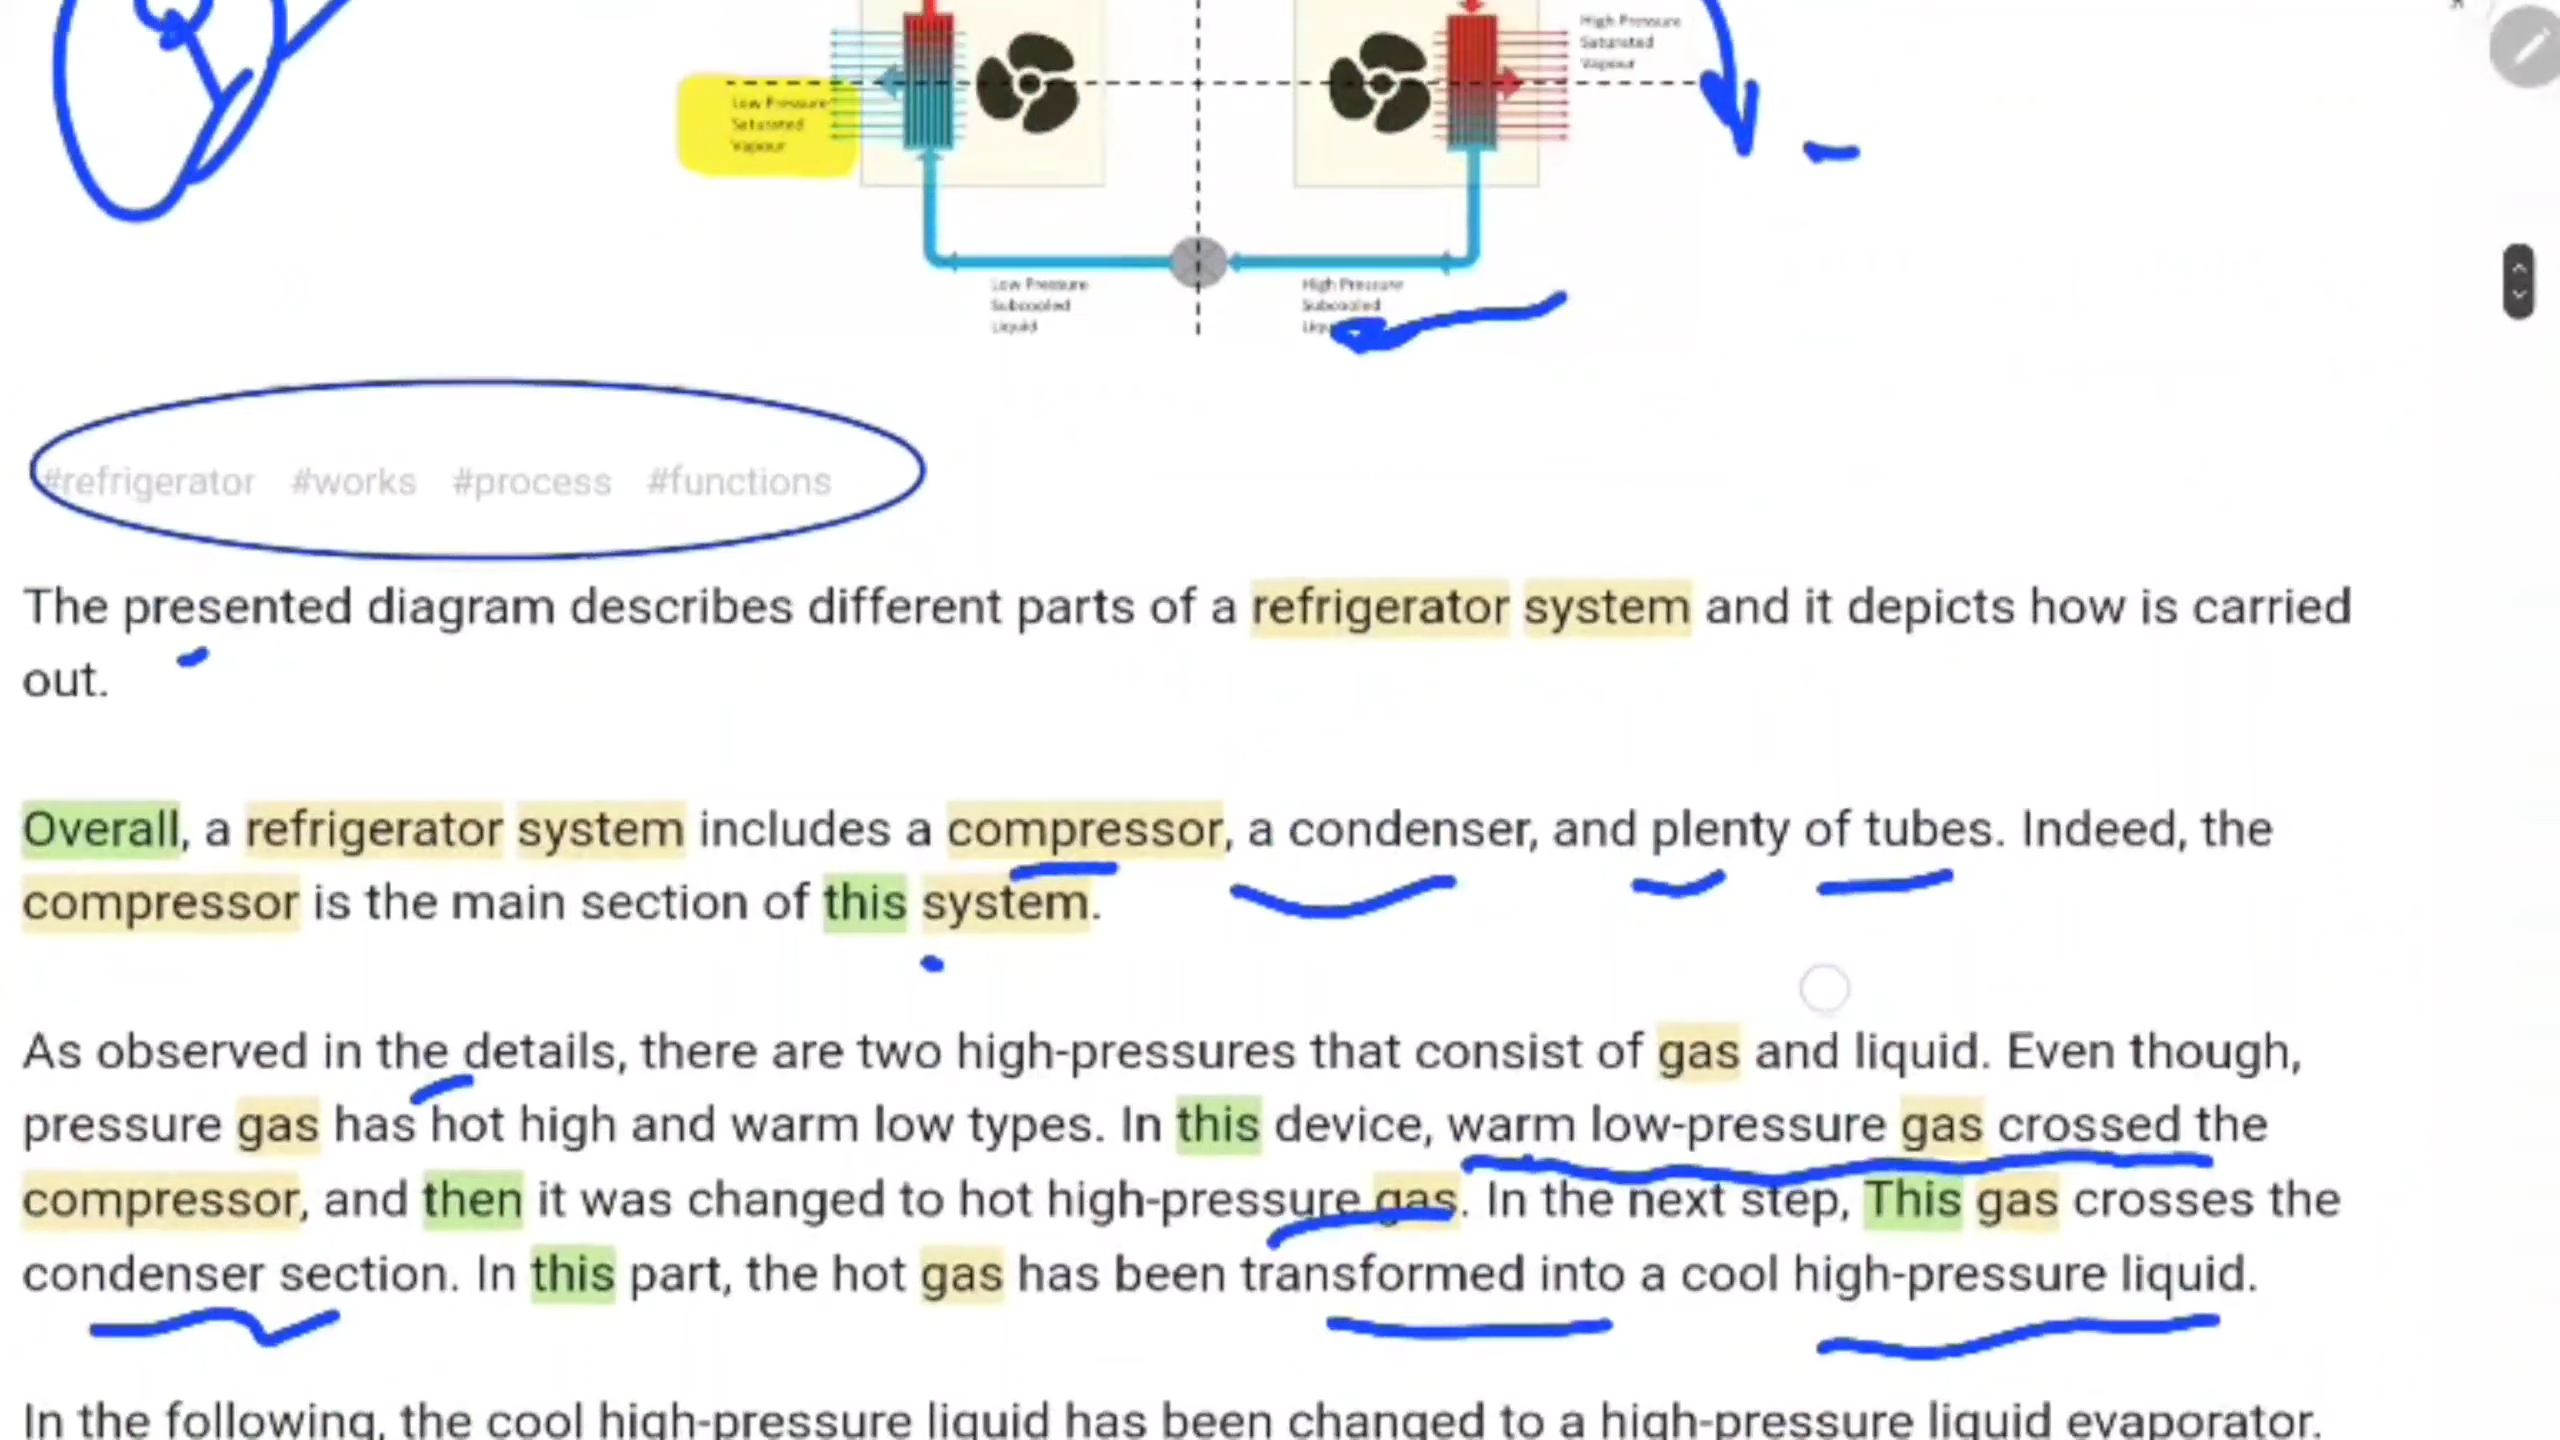 High Pressure
Saturated
Vapour
Low Pressure
Saturated
Vapour
Low Pressure
Subcooled
Liquid
High Pressure
Subcooled
#refrigerator #works #process #functions
The presented diagram describes different parts of a refrigerator system and it depicts how is carried
out.
Overall, a refrigerator system includes a compressor, a condenser, and plenty of tubes. Indeed, the
compressor is the main section of this system.
As observed in the details, there are two high-pressures that consist of gas and liquid. Even though,
pressure gas has hot high and warm low types. In this device, warm low-pressure gas crossed the
compressor, and then it was changed to hot high-pressure gas. In the next step, This gas crosses the
condenser section. In this part, the hot gas has been transformed into a cool high-pressure liquid.
In the following, the cool high-pressure liquid has been changed to a high-pressure liquid evaporator.